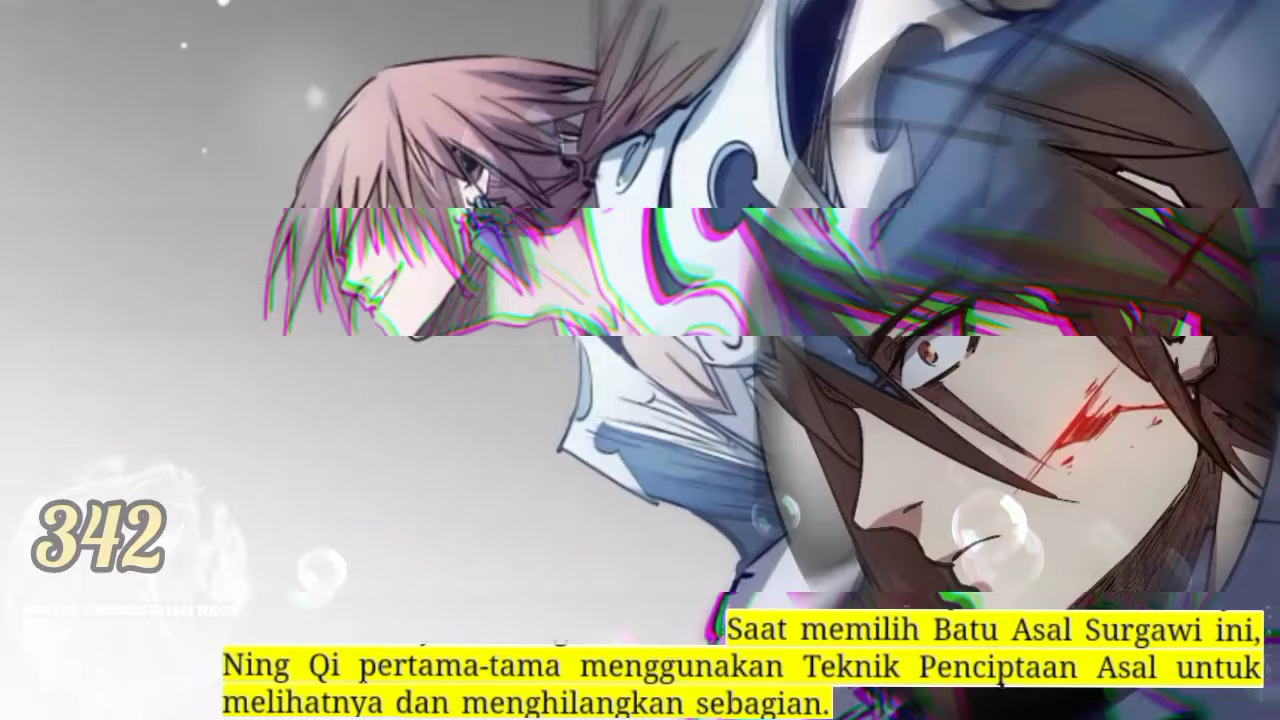 342
Saat memilih Batu Asal Surgawi ini,
Ning Qi pertama-tama menggunakan Teknik Penciptaan Asal untuk
melihatnya dan menghilangkan sebagian.